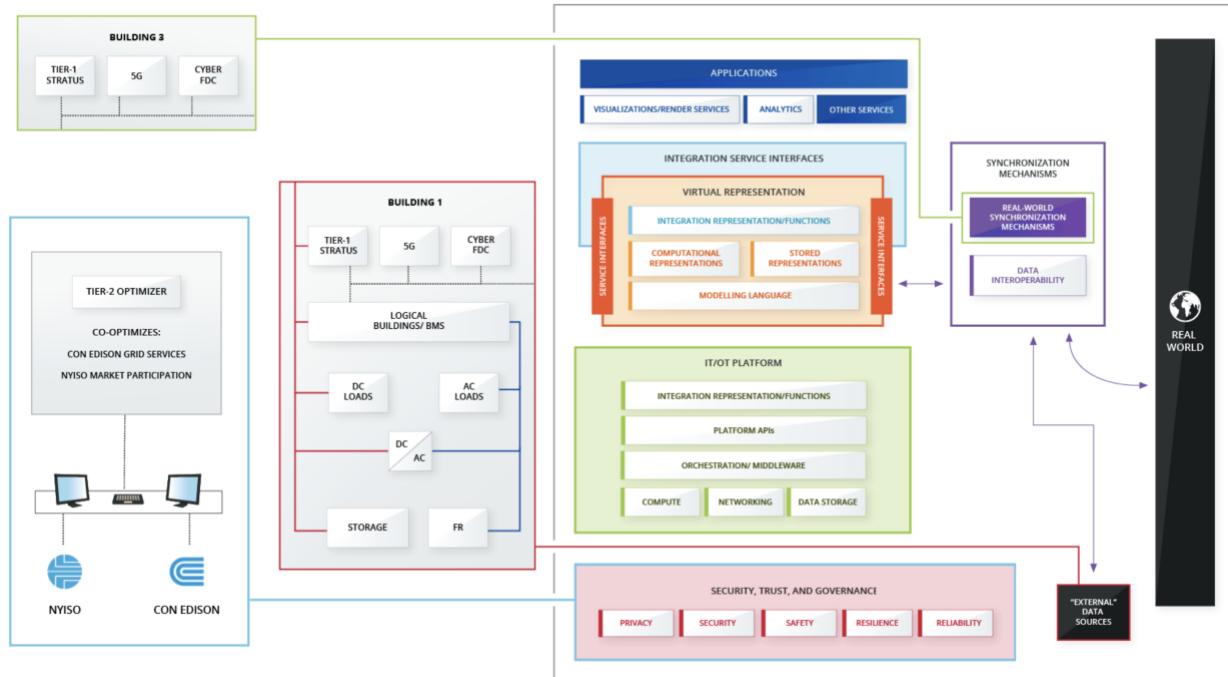 BUILDING 3
TIER-1
STRATUS
5G
CYBER
FDC
TIER-2 OPTIMIZER
CO-OPTIMIZES:
CON EDISON GRID SERVICES
NYISO MARKET PARTICIPATION
NYISO
CON EDISON
BUILDING 1
TIER-1
STRATUS
5G
CYBER
FDC
LOGICAL
BUILDINGS/ BMS
DC
LOADS
AC
LOADS
DC
AC
STORAGE
FR
APPLICATIONS
VISUALIZATIONS/RENDER SERVICES
ANALYTICS
OTHER SERVICES
INTEGRATION SERVICE INTERFACES
VIRTUAL REPRESENTATION
SERVICE INTERFACES
INTEGRATION REPRESENTATION/FUNCTIONS
COMPUTATIONAL
REPRESENTATIONS
STORED
REPRESENTATIONS
MODELLING LANGUAGE
SERVICE INTERFACES
IT/OT PLATFORM
INTEGRATION REPRESENTATION/FUNCTIONS
PLATFORM APIs
ORCHESTRATION/ MIDDLEWARE
COMPUTE
NETWORKING
DATA STORAGE
SECURITY, TRUST, AND GOVERNANCE
PRIVACY
SECURITY
SAFETY
RESILIENCE
RELIABILITY
SYNCHRONIZATION
MECHANISMS
REAL-WORLD
SYNCHRONIZATION
MECHANISMS
DATA
INTEROPERABILITY
"EXTERNAL"
DATA
SOURCES
REAL
WORLD